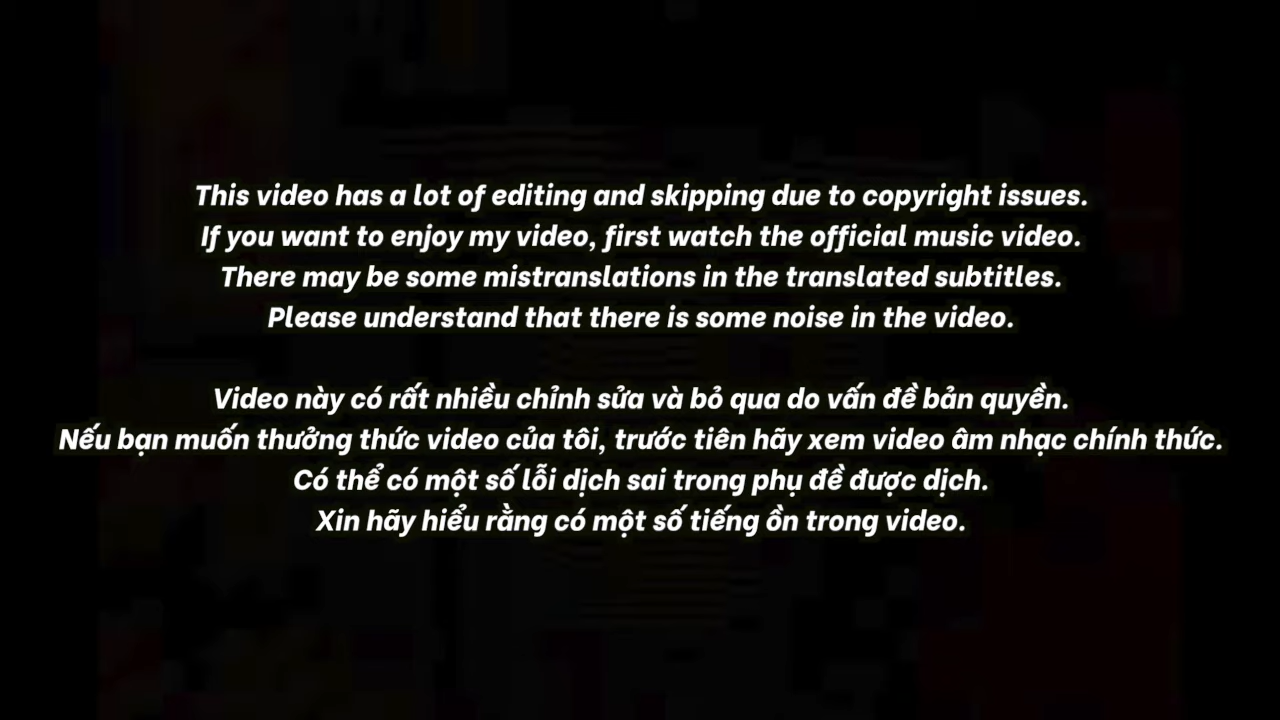 This video has a lot of editing and skipping due to copyright issues.
If you want to enjoy my video, first watch the official music video.
There may be some mistranslations in the translated subtitles.
Please understand that there is some noise in the video.
Video này có rất nhiều chỉnh sửa và bỏ qua do vấn đề bản quyền.
Nếu bạn muốn thưởng thức video của tôi, trước tiên hãy xem video âm nhạc chính thức.
Có thể có một số lỗi dịch sai trong phụ đề được dịch.
Xin hãy hiểu rằng có một số tiếng ồn trong video.